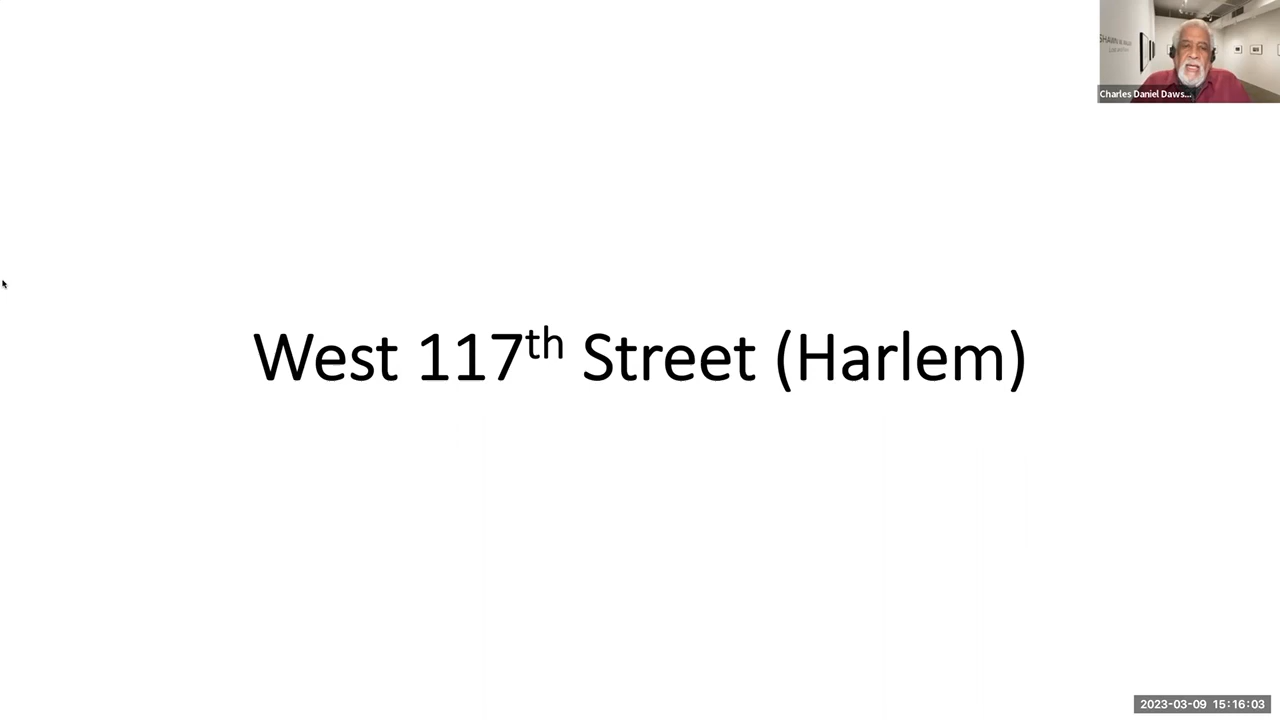 Charles Daniel Daws...
West 117th Street (Harlem)
2023-03-09 15:16:03